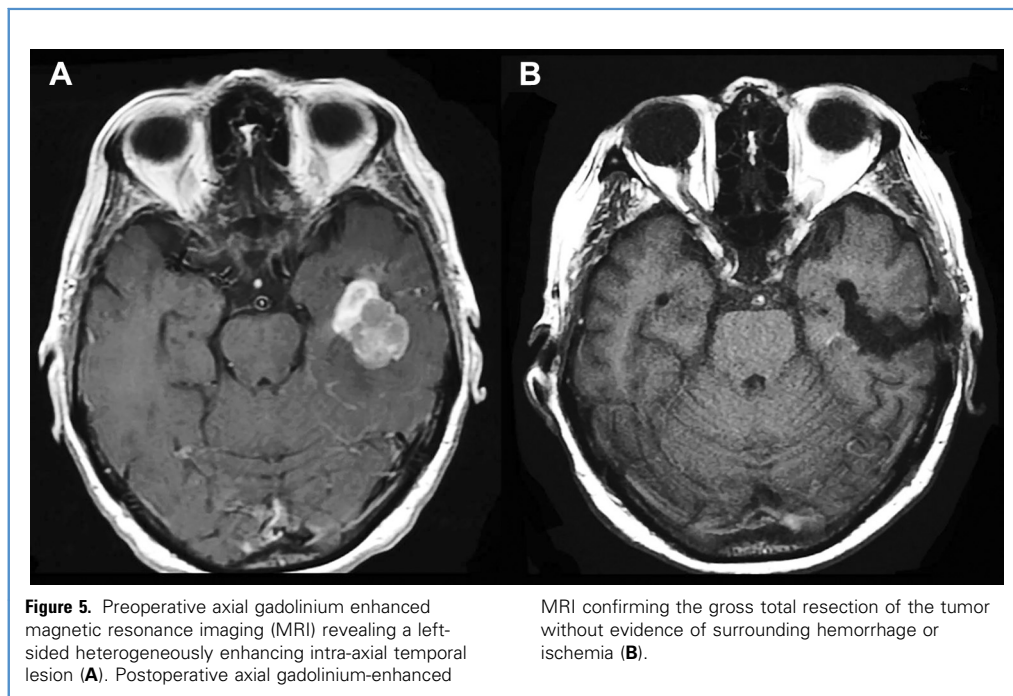 A
B
Figure 5. Preoperative axial gadolinium enhanced
magnetic resonance imaging (MRI) revealing a left-
sided heterogeneously enhancing intra-axial temporal
lesion (A). Postoperative axial gadolinium-enhanced
MRI confirming the gross total resection of the tumor
without evidence of surrounding hemorrhage or
ischemia (B).